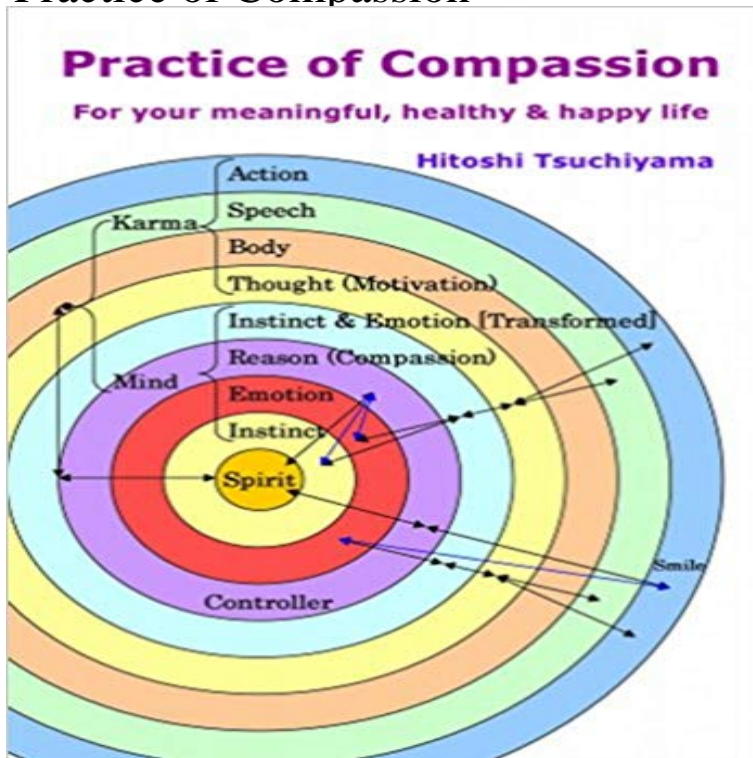 Practice of Compassion
Practice of Compassion
For your meaningful, healthy & happy life
Hitoshi Tsuchiyama
Action
Speech
Karma
Body
Thought (Motivation)
Instinct & Emotion [Transformed]
Reason (Compassion)
Mind
Emotion
Instinct
Spirit
Smile
Controller